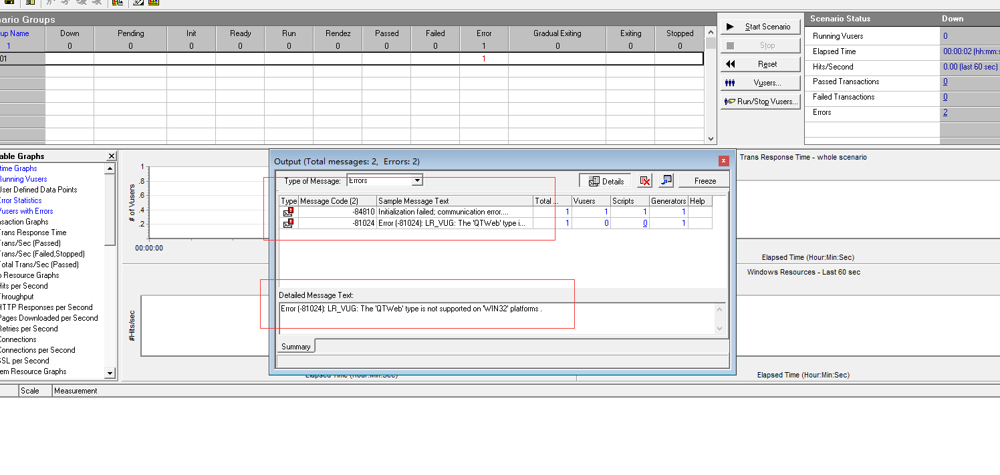 nario Groups
Scenario Status Down
up Name Down Pending Init Ready Run Rendez Passed Failed Error Gradual Exiting Exiting Stopped
1 0 0 0 0 0 0 0 0 1 0 0 0
01 1
Start Scenario
Stop
Reset
Vusers...
Run/Stop Vusers...
Running Vusers 0
Elapsed Time 00:00:02 (hh:mm:s
Hits/Second 0.00 (last 60 sec)
Passed Transactions 0
Failed Transactions 0
Errors 2
able Graphs
time Graphs
Running Vusers
User Defined Data Points
Error Statistics
Vusers with Errors
nsaction Graphs
Trans Response Time
Trans/Sec (Passed)
Trans/Sec (Failed,Stopped)
Total Trans/Sec (Passed)
b Resource Graphs
Hits per Second
Throughput
HTTP Responses per Second
Pages Downloaded per Second
Retries per Second
Connections
Connections per Second
SSL per Second
tem Resource Graphs
# of Vusers
1
.8
.6
.4
.2
00:00:00
#Hits/sec
Output (Total messages: 2, Errors: 2)
Type of Message: Errors
Details
Freeze
Type Message Code (2) Sample Message Text Total ... Vusers Scripts Generators Help
-84810 Initialization failed; communication error.... 1 1 1 1
-81024 Error (-81024): LR_VUG: The 'QTWeb' type i... 1 0 0 1
Detailed Message Text:
Error (-81024): LR_VUG: The 'QTWeb' type is not supported on 'WIN32' platforms .
Summary
Trans Response Time - whole scenario
Elapsed Time (Hour:Min:Sec)
Windows Resources - Last 60 sec
Elapsed Time (Hour:Min:Sec)
Elapsed Time (Hour:Min:Sec)
Scale Measurement